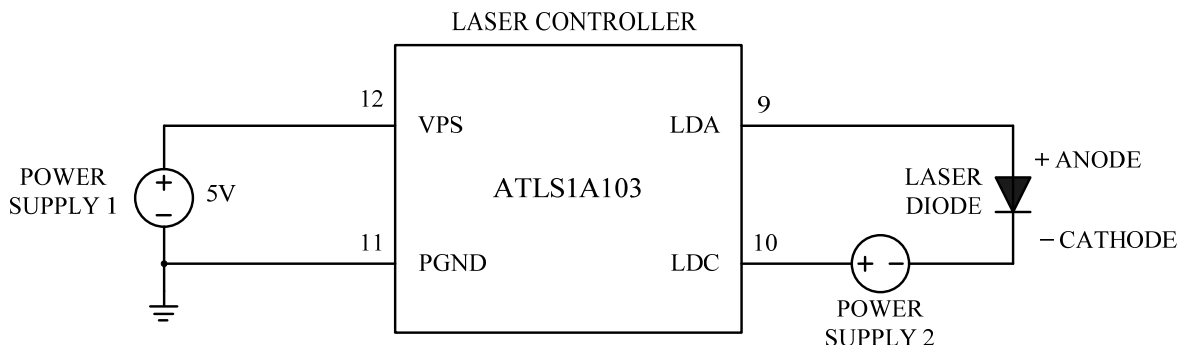 LASER CONTROLLER
12
VPS
LDA
9
POWER
SUPPLY 1
+
−
5V
ATLS1A103
LASER
DIODE
+ ANODE
− CATHODE
11
PGND
LDC
10
+ -
POWER
SUPPLY 2